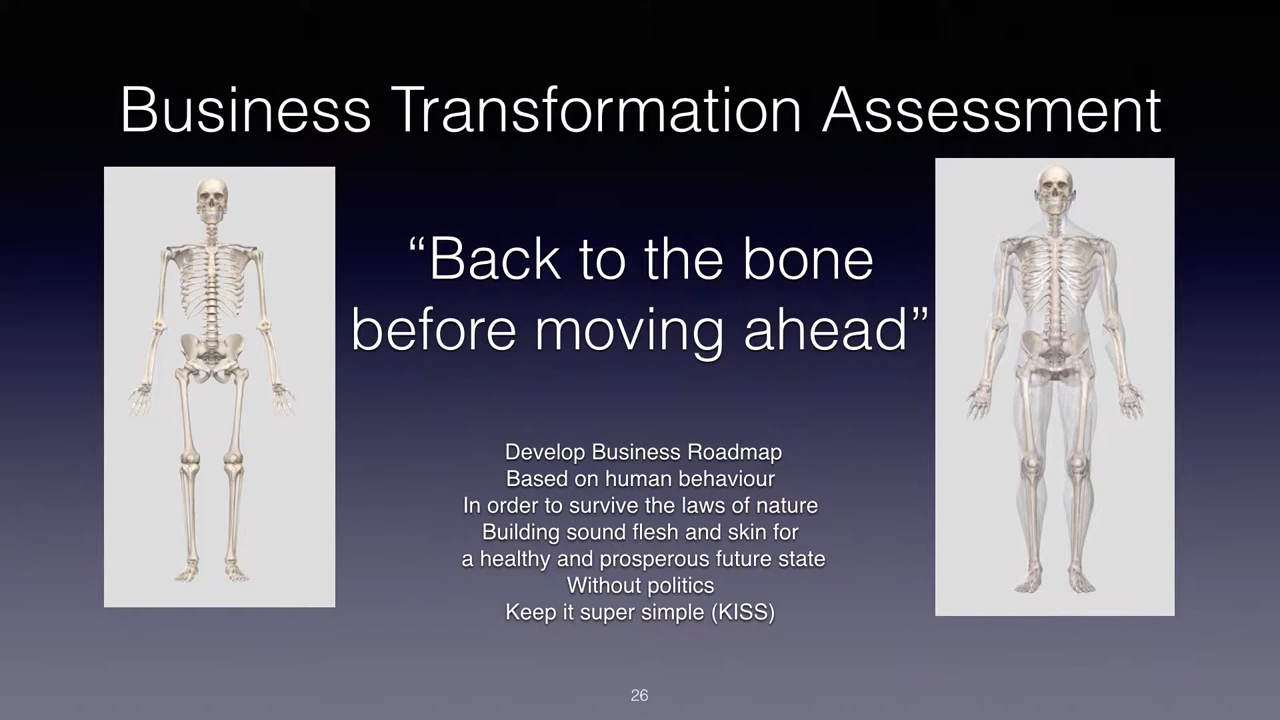 Business Transformation Assessment
“Back to the bone
before moving ahead”
Develop Business Roadmap
Based on human behaviour
In order to survive the laws of nature
Building sound flesh and skin for
a healthy and prosperous future state
Without politics
Keep it super simple (KISS)
26